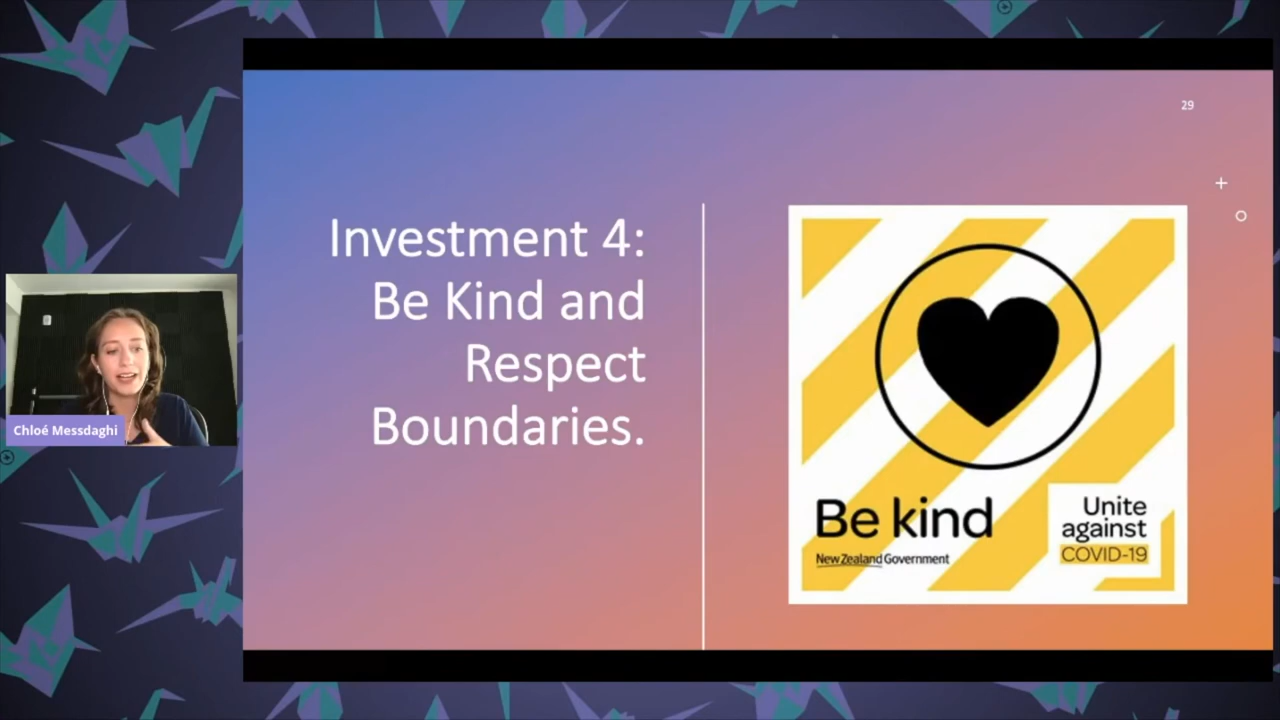 29
Investment 4:
Be Kind and
Respect
Boundaries.
Be kind
New Zealand Government
Unite
against
COVID-19
Chloé Messdaghi